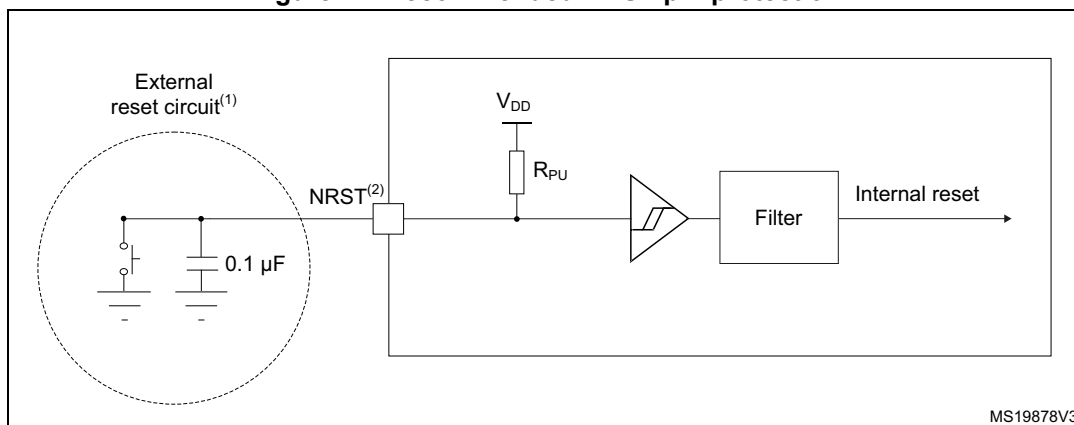 External
reset circuit(1)
VDD
RPU
NRST(2)
Filter
Internal reset
0.1 µF
MS19878V3